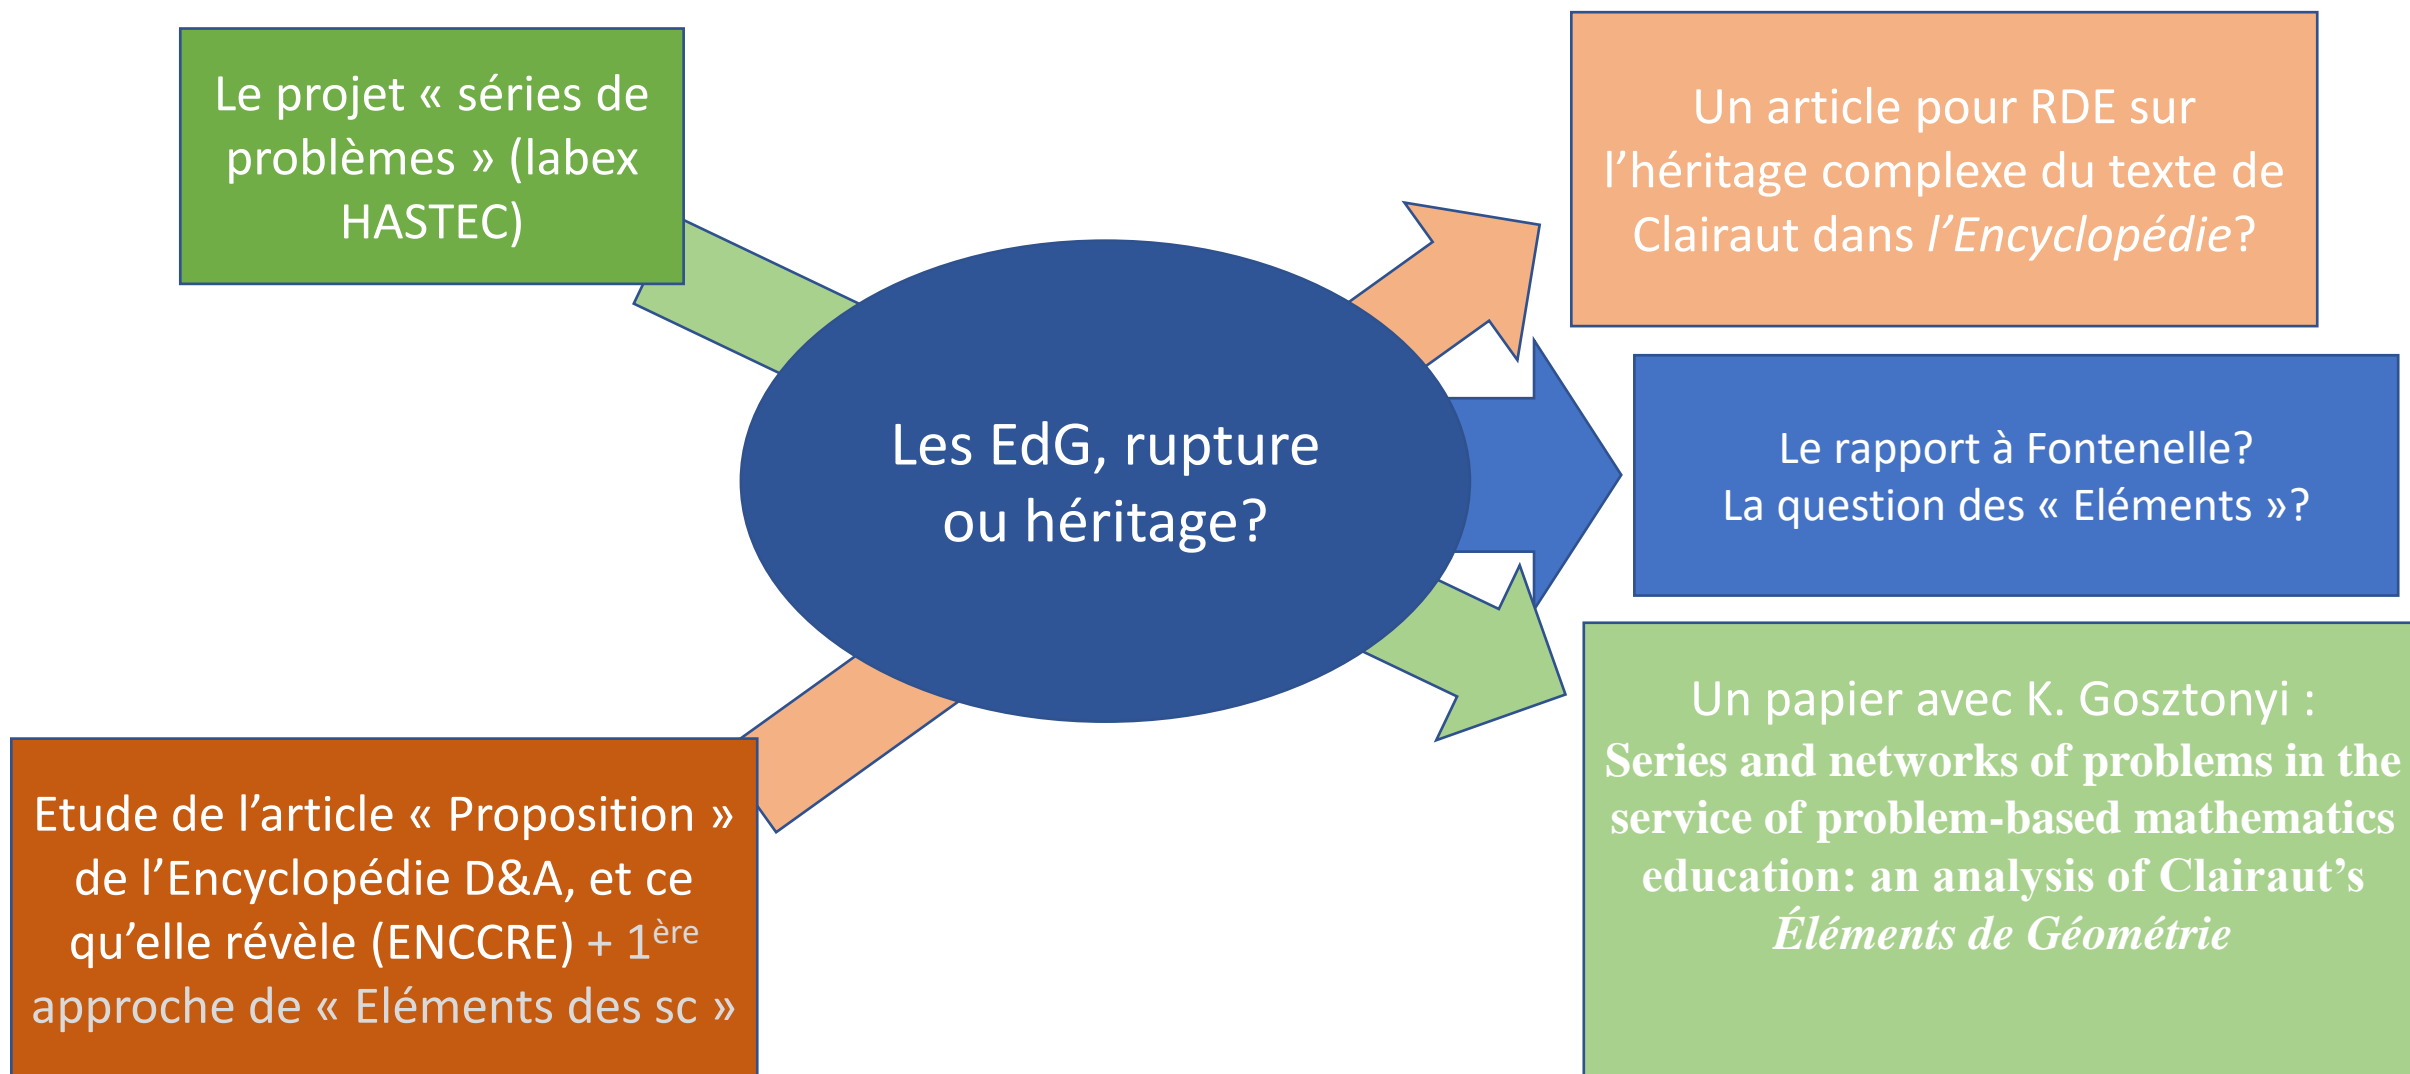 Le projet « séries de
problèmes » (labex
HASTEC)
Etude de l’article « Proposition »
de l’Encyclopédie D&A, et ce
qu’elle révèle (ENCCRE) + 1ère
approche de « Eléments des sc »
Les EdG, rupture
ou héritage?
Un article pour RDE sur
l’héritage complexe du texte de
Clairaut dans l’Encyclopédie?
Le rapport à Fontenelle?
La question des « Eléments »?
Un papier avec K. Gosztonyi :
Series and networks of problems in the
service of problem-based mathematics
education: an analysis of Clairaut’s
Éléments de Géométrie